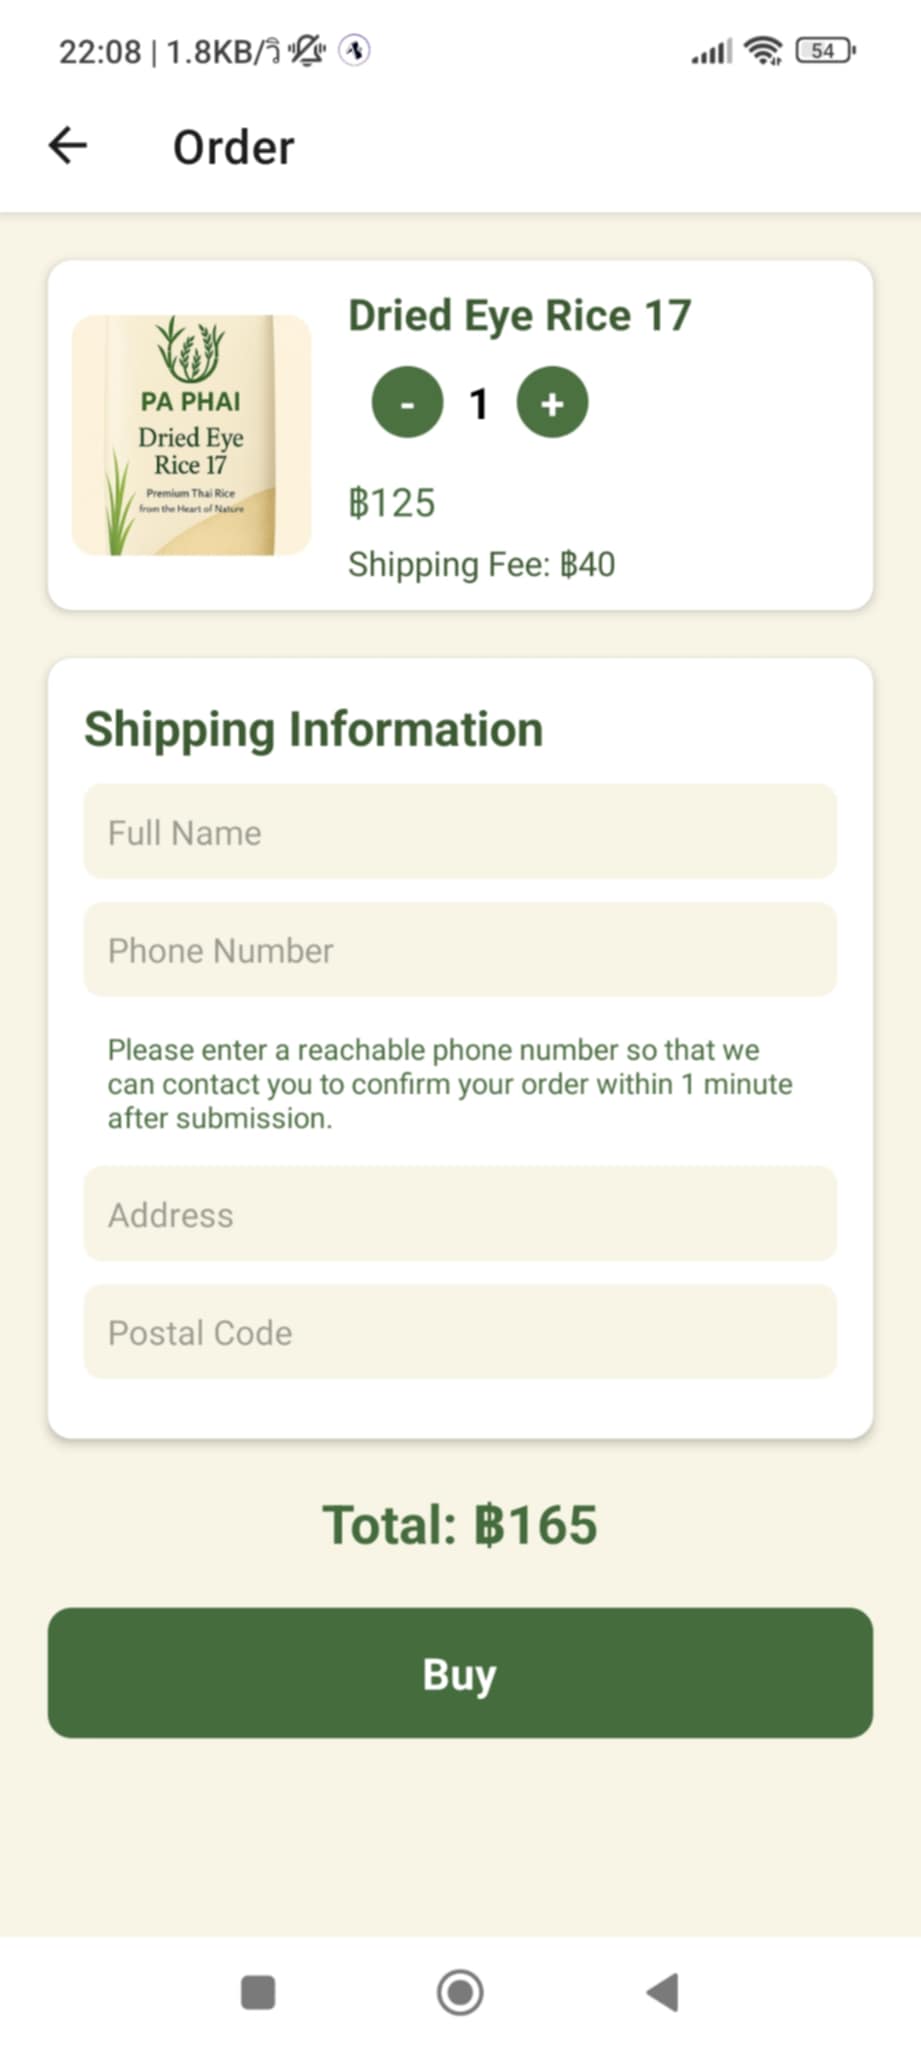 22:08 | 1.8KB/วิ
54
Order
PA PHAI
Dried Eye
Rice 17
Premium Thai Rice
from the Heart of Nature
Dried Eye Rice 17
- 1 +
฿125
Shipping Fee: ฿40
Shipping Information
Full Name
Phone Number
Please enter a reachable phone number so that we
can contact you to confirm your order within 1 minute
after submission.
Address
Postal Code
Total: ฿165
Buy